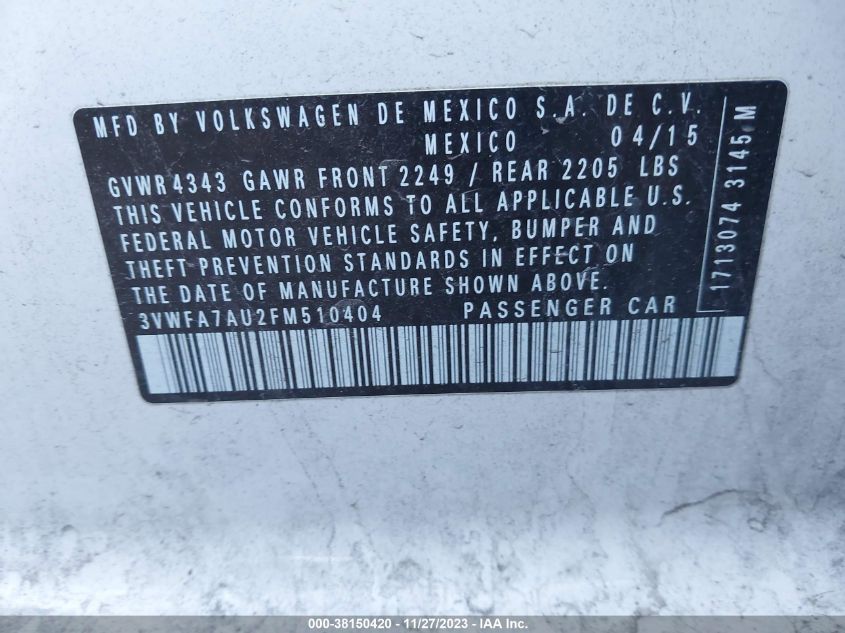 MFD BY VOLKSWAGEN DE MEXICO S.A. DE C.V.
MEXICO 04/15
GVWR 4343 GAWR FRONT 2249 / REAR 2205 LBS
THIS VEHICLE CONFORMS TO ALL APPLICABLE U.S.
FEDERAL MOTOR VEHICLE SAFETY, BUMPER AND
THEFT PREVENTION STANDARDS IN EFFECT ON
THE DATE OF MANUFACTURE SHOWN ABOVE.
3VWFA7AU2FM510404 PASSENGER CAR
1713074 3145 M
000-38150420 - 11/27/2023 - IAA Inc.